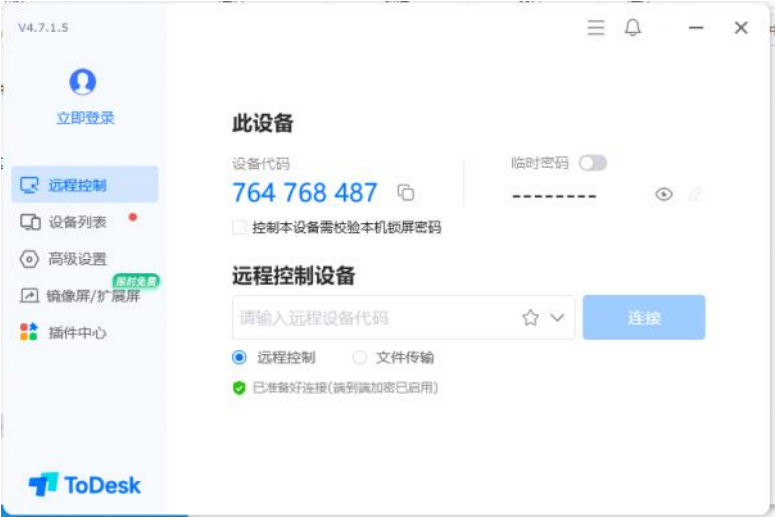 V4.7.1.5
立即登录
远程控制
设备列表
高级设置
限时免费
镜像屏/扩展屏
插件中心
ToDesk
此设备
设备代码
764 768 487
控制本设备需校验本机锁屏密码
临时密码
--------
远程控制设备
请输入远程设备代码
连接
远程控制
文件传输
已准备好连接(端到端加密已启用)